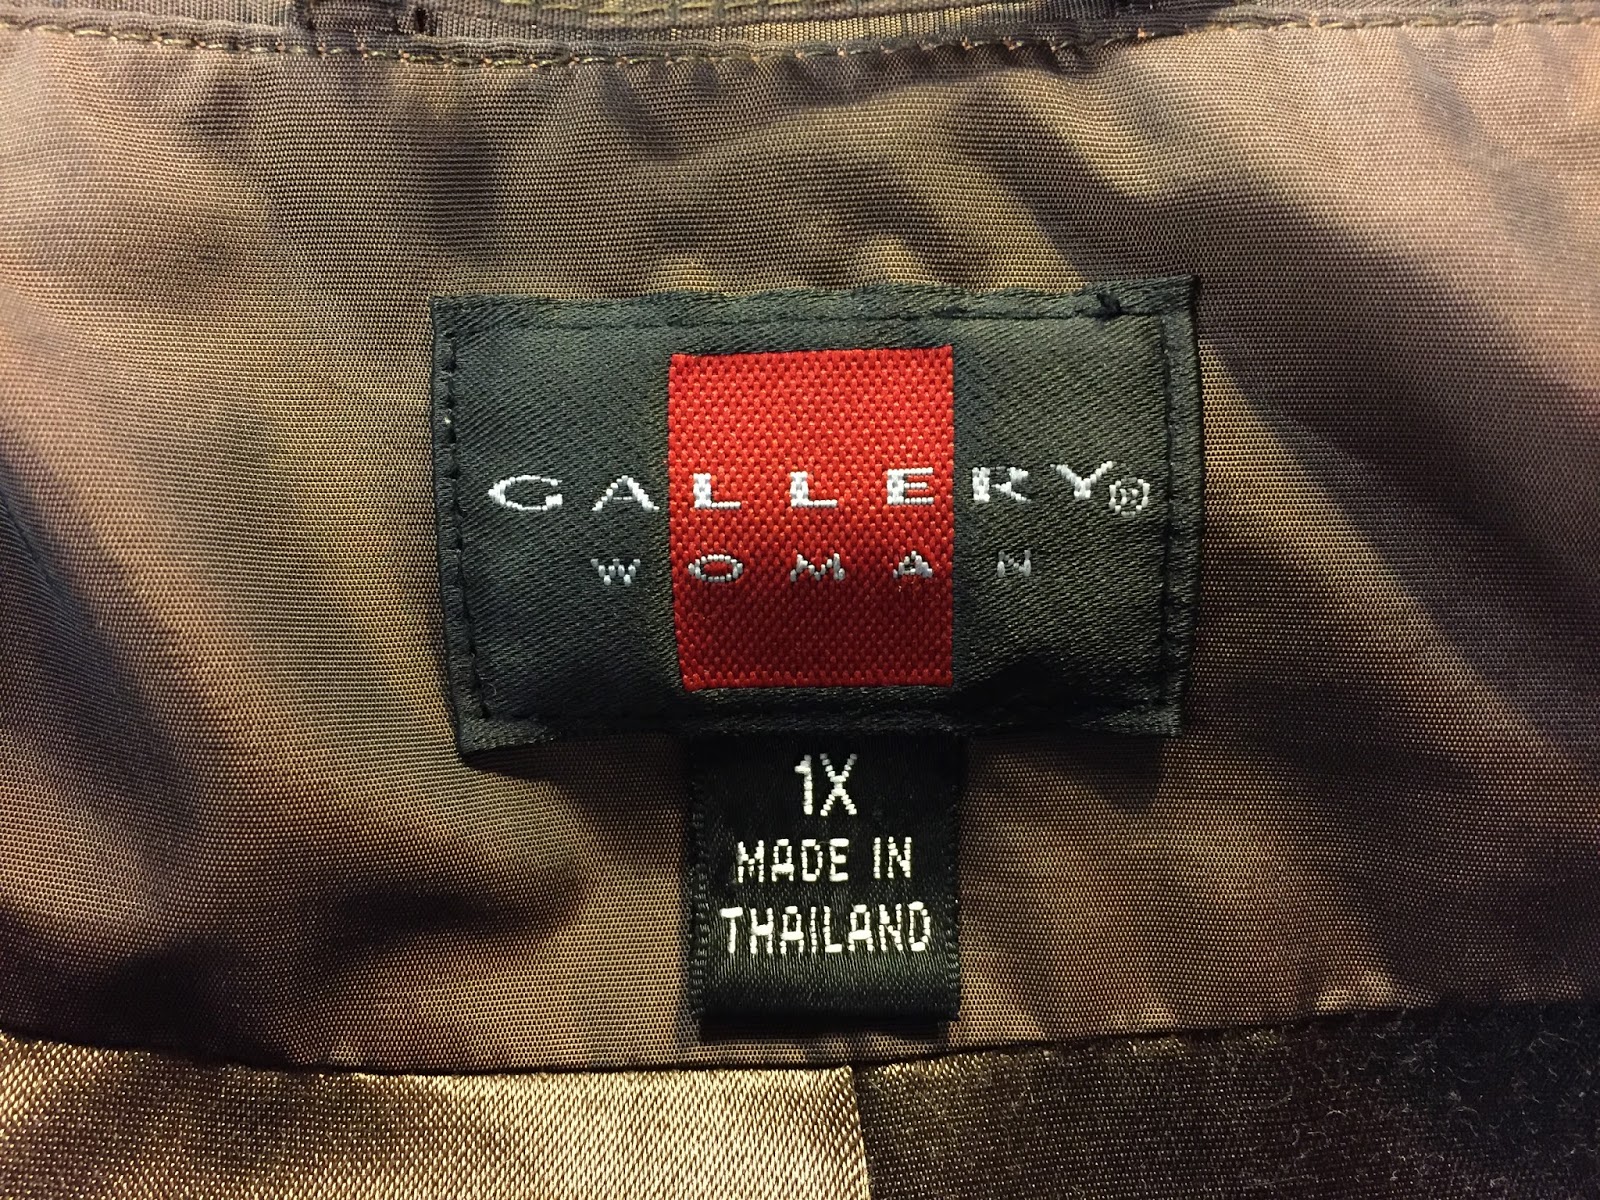 GALLERY®
WOMAN
1X
MADE IN
THAILAND